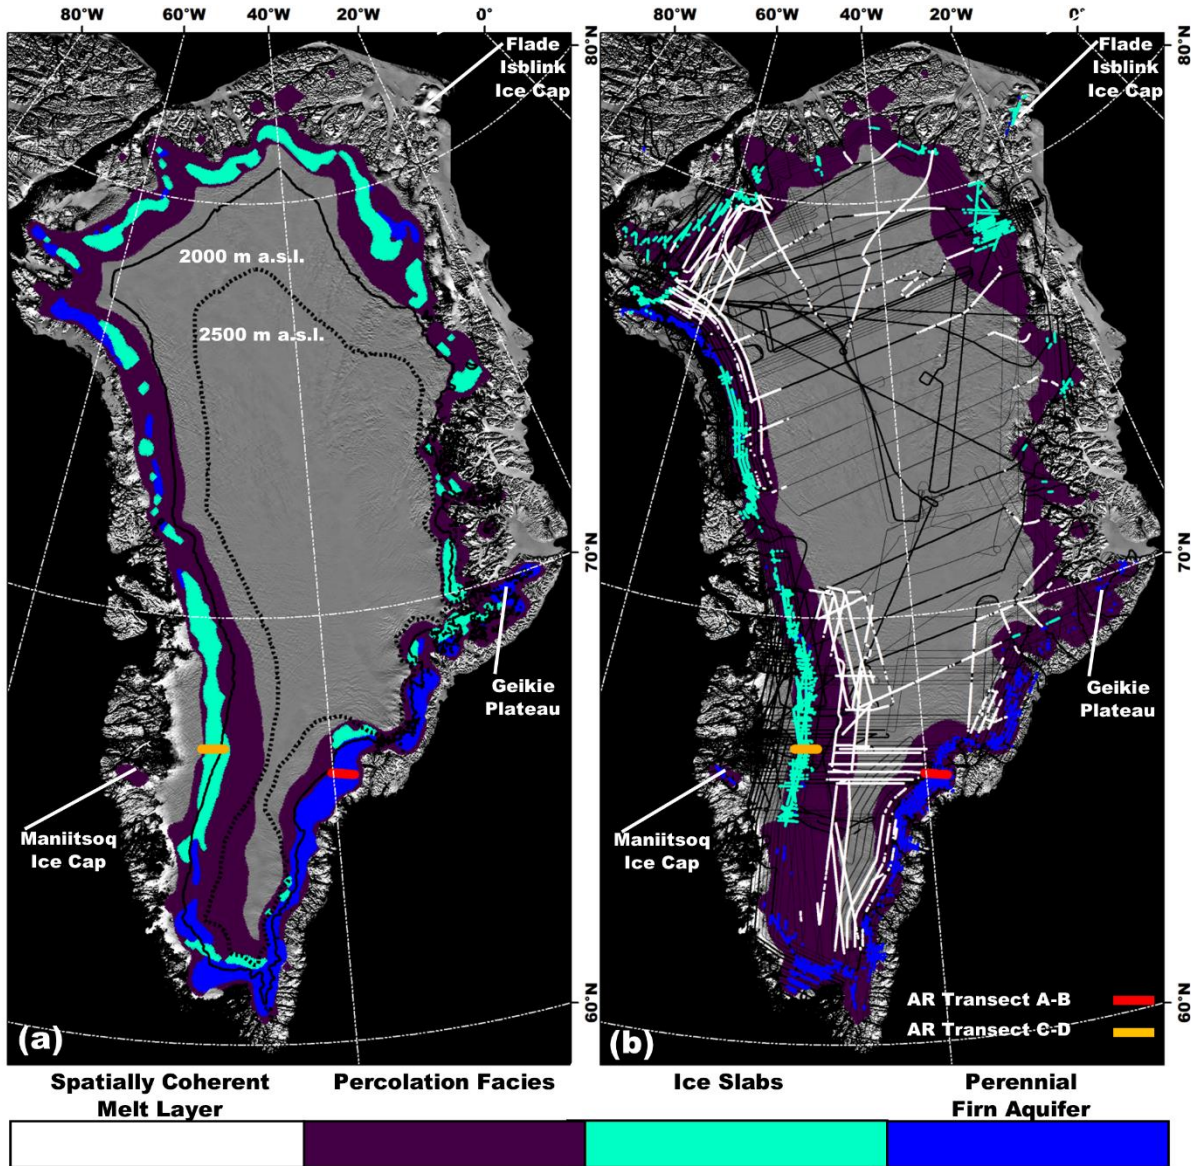 80°W 60°W 40°W 20°W 0°
80°W 60°W 40°W 20°W 0°
Flade
Isblink
Ice Cap
2000 m a.s.l.
2500 m a.s.l.
Geikie
Plateau
Maniitsoq
Ice Cap
(a)
80°N
70°N
60°N
Flade
Isblink
Ice Cap
Geikie
Plateau
Maniitsoq
Ice Cap
AR Transect A-B
AR Transect C-D
(b)
80°N
70°N
60°N
Spatially Coherent
Melt Layer
Percolation Facies
Ice Slabs
Perennial
Firn Aquifer